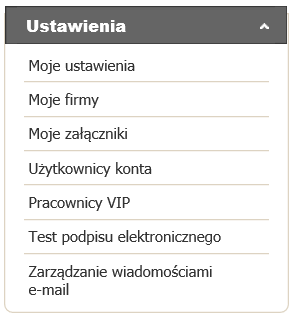 Ustawienia
Moje ustawienia
Moje firmy
Moje załączniki
Użytkownicy konta
Pracownicy VIP
Test podpisu elektronicznego
Zarządzanie wiadomościami
e-mail